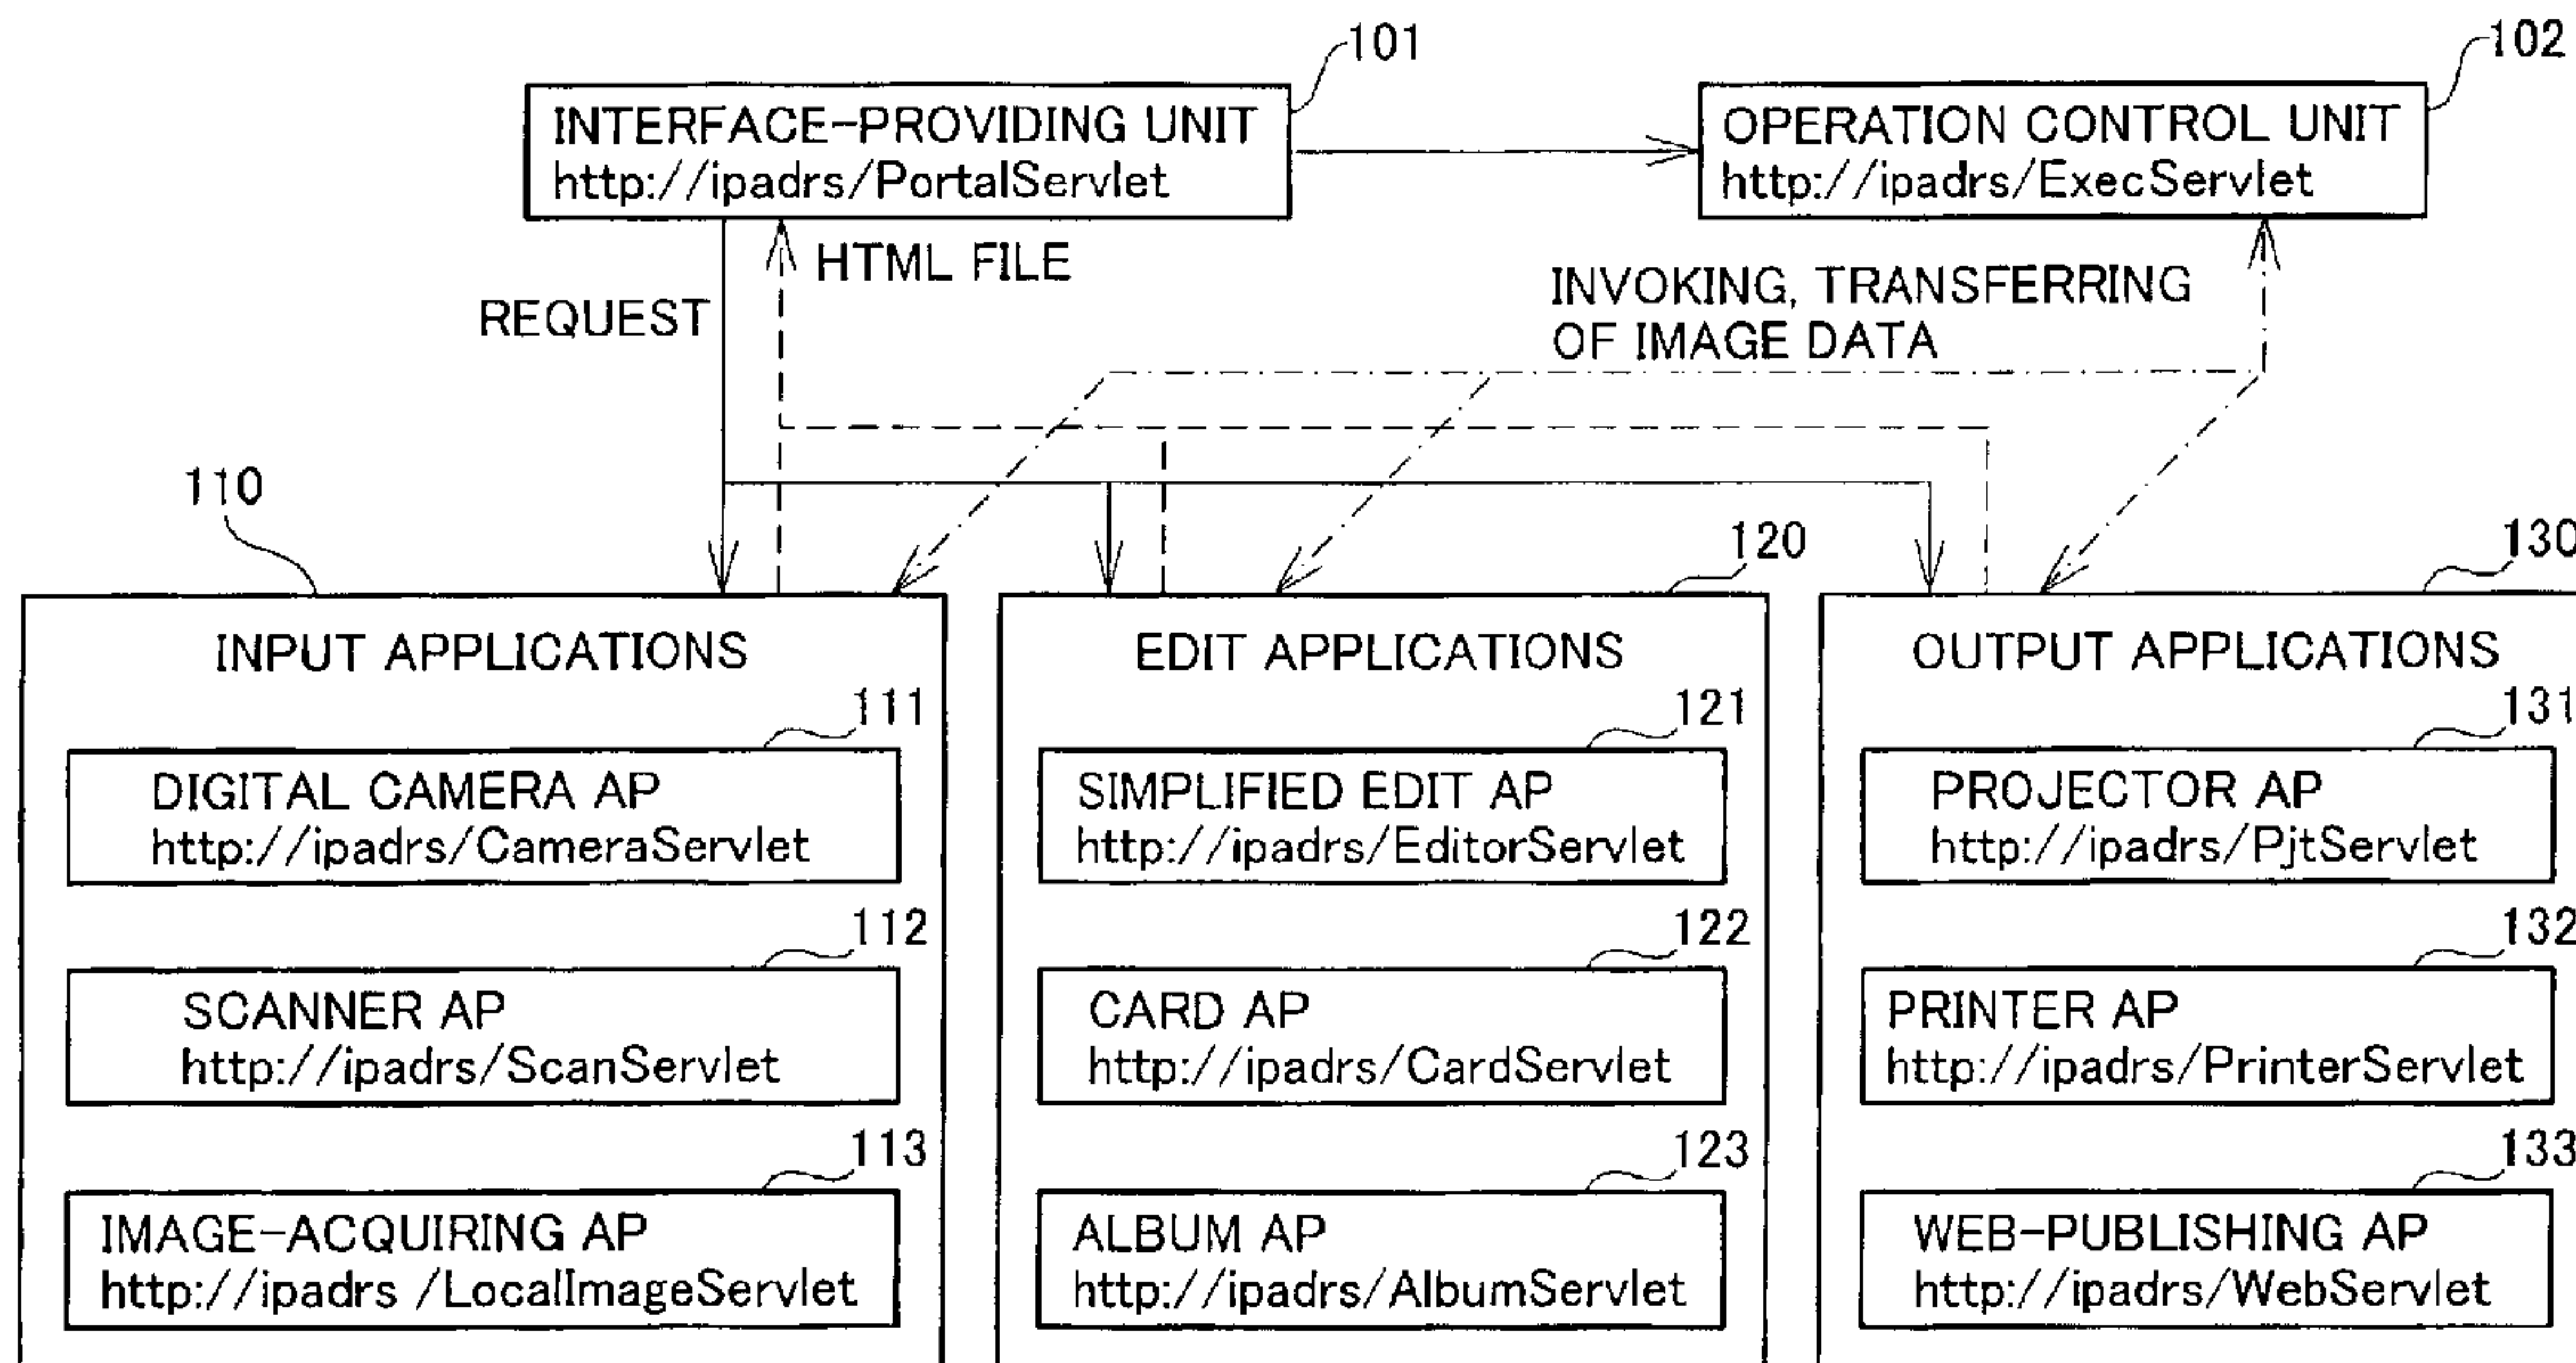 101
102
INTERFACE-PROVIDING UNIT
http://ipadrs/PortalServlet
OPERATION CONTROL UNIT
http://ipadrs/ExecServlet
HTML FILE
REQUEST
INVOKING, TRANSFERRING
OF IMAGE DATA
110
120
130
INPUT APPLICATIONS
111
DIGITAL CAMERA AP
http://ipadrs/CameraServlet
112
SCANNER AP
http://ipadrs/ScanServlet
113
IMAGE-ACQUIRING AP
http://ipadrs /LocalImageServlet
EDIT APPLICATIONS
121
SIMPLIFIED EDIT AP
http://ipadrs/EditorServlet
122
CARD AP
http://ipadrs/CardServlet
123
ALBUM AP
http://ipadrs/AlbumServlet
OUTPUT APPLICATIONS
131
PROJECTOR AP
http://ipadrs/PjtServlet
132
PRINTER AP
http://ipadrs/PrinterServlet
133
WEB-PUBLISHING AP
http://ipadrs/WebServlet